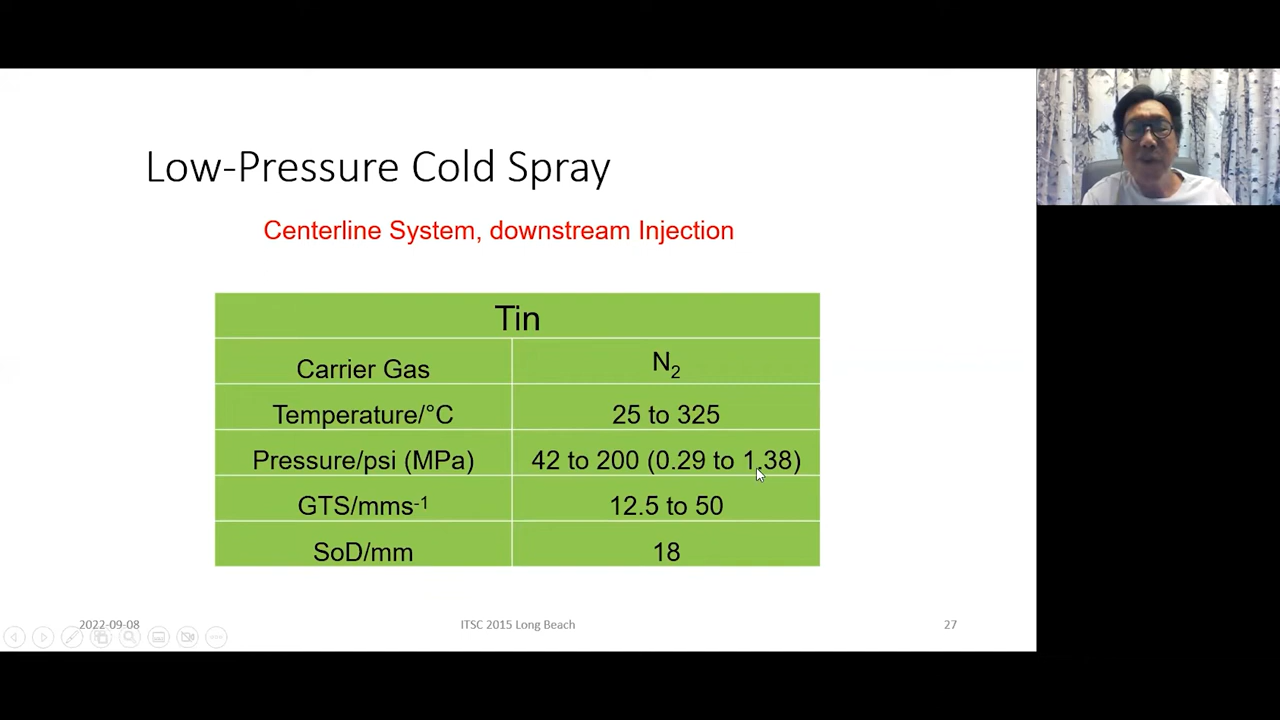 Low-Pressure Cold Spray
Centerline System, downstream Injection
Tin
Carrier Gas N₂
Temperature/°C 25 to 325
Pressure/psi (MPa) 42 to 200 (0.29 to 1.38)
GTS/mms⁻¹ 12.5 to 50
SoD/mm 18
2022-09-08 ITSC 2015 Long Beach 27